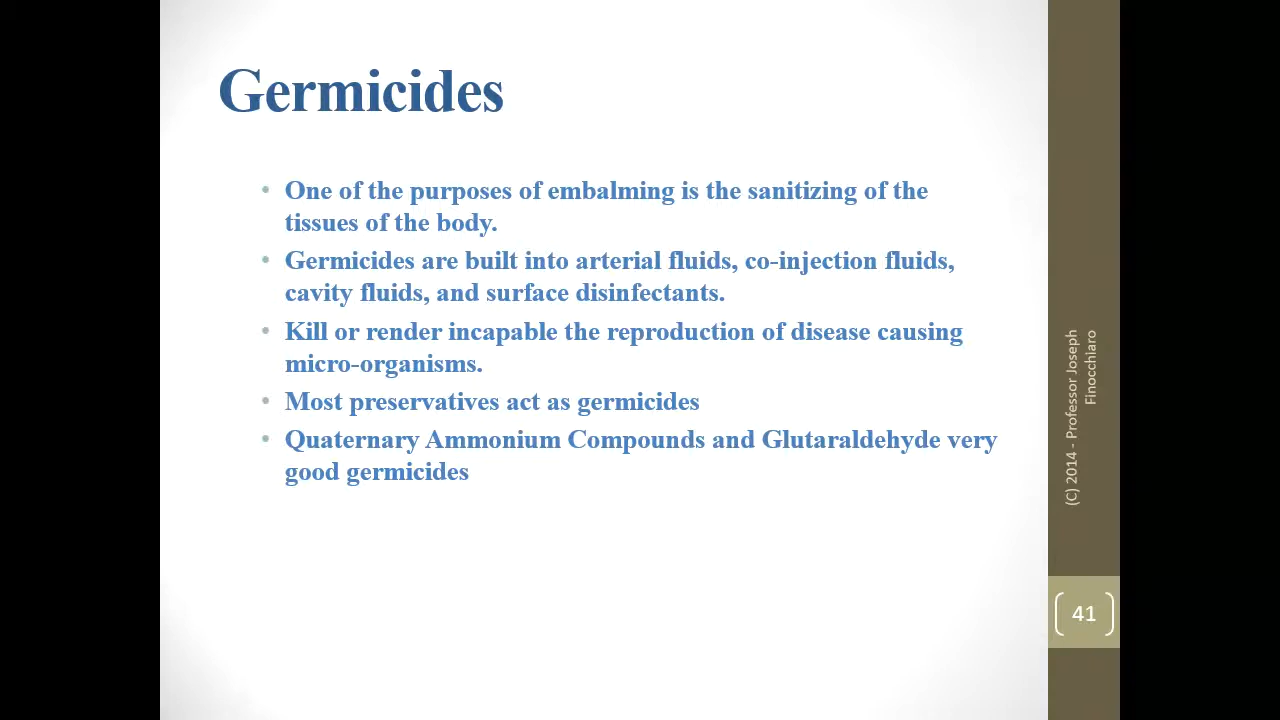 Germicides
• One of the purposes of embalming is the sanitizing of the
tissues of the body.
• Germicides are built into arterial fluids, co-injection fluids,
cavity fluids, and surface disinfectants.
• Kill or render incapable the reproduction of disease causing
micro-organisms.
• Most preservatives act as germicides
• Quaternary Ammonium Compounds and Glutaraldehyde very
good germicides
(C) 2014 - Professor Joseph
Finocchiaro
41